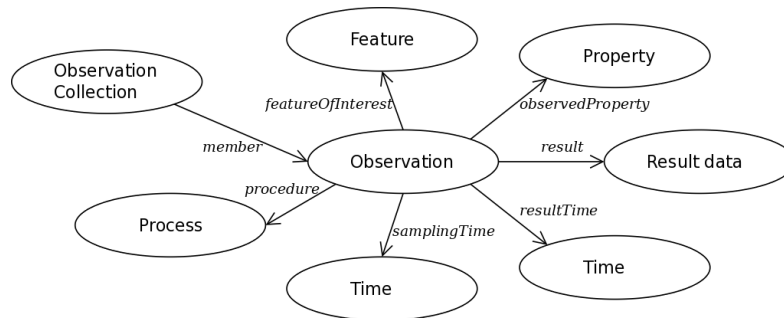 Feature
Property
Observation
Collection
featureOfInterest
observedProperty
member
Observation
result
Result data
procedure
Process
samplingTime
resultTime
Time
Time